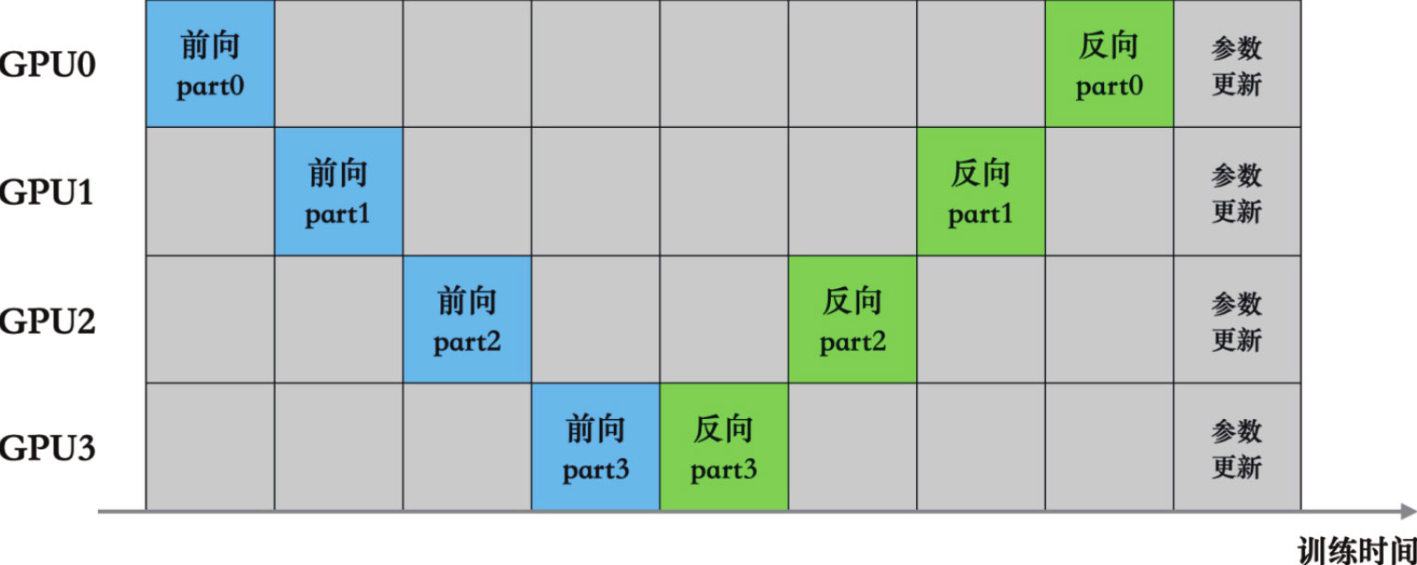 GPU0
前向
part0
反向
part0
参数
更新
GPU1
前向
part1
反向
part1
参数
更新
GPU2
前向
part2
反向
part2
参数
更新
GPU3
前向
part3
反向
part3
参数
更新
训练时间